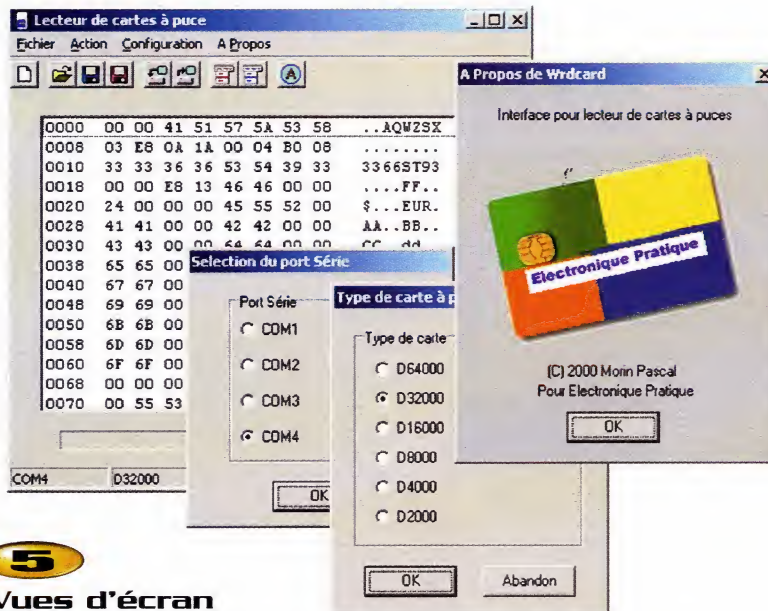 Lecteur de cartes à puce
Fichier Action Configuration A Propos
0000 00 00 41 51 57 5A 53 58 ..AQWZSX
0008 03 E8 0A 1A 00 04 B0 08 ........
0010 33 33 36 36 53 54 39 33 3366ST93
0018 00 00 E8 13 46 46 00 00 ....FF..
0020 24 00 00 00 45 55 52 00 $...EUR.
0028 41 41 00 00 42 42 00 00 AA..BB..
0030 43 43 00 00 64 64 00 00 CC..dd.
0038 65 65 00
0040 67 67 00
0048 69 69 00
0050 6B 6B 00
0058 6D 6D 00
0060 6F 6F 00
0068 00 00 00
0070 00 55 53
COM4 D32000
Selection du port Série
Port Série
COM1
COM2
COM3
COM4
OK
Type de carte à p
Type de carte
D64000
D32000
D16000
D8000
D4000
D2000
OK Abandon
A Propos de Wrdcard
Interface pour lecteur de cartes à puces
Electronique Pratique
(C) 2000 Morin Pascal
Pour Electronique Pratique
OK
5
Vues d'écran